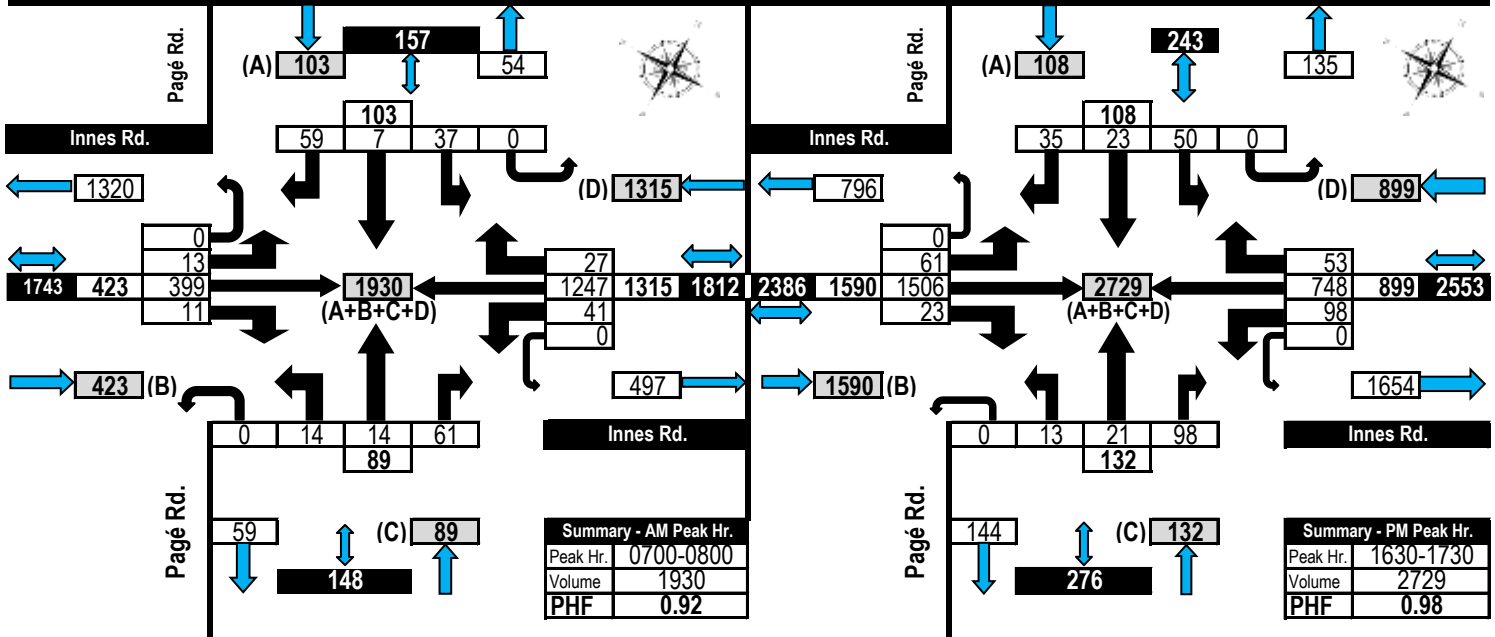 157
(A) 103 54
Pagé Rd.
103
59 7 37 0
Innes Rd.
1320
(D) 1315
0
13
1743 423 399
11
1930
(A+B+C+D)
27
1247 1315 1812
41
0
423 (B)
497
0 14 14 61
89
Innes Rd.
Pagé Rd.
59
(C) 89
148
Summary - AM Peak Hr.
Peak Hr. 0700-0800
Volume 1930
PHF 0.92
243
(A) 108 135
Pagé Rd.
108
35 23 50 0
Innes Rd.
796
(D) 899
0
61
2386 1590 1506
23
2729
(A+B+C+D)
53
748 899 2553
98
0
1590 (B)
1654
0 13 21 98
132
Innes Rd.
Pagé Rd.
144
(C) 132
276
Summary - PM Peak Hr.
Peak Hr. 1630-1730
Volume 2729
PHF 0.98